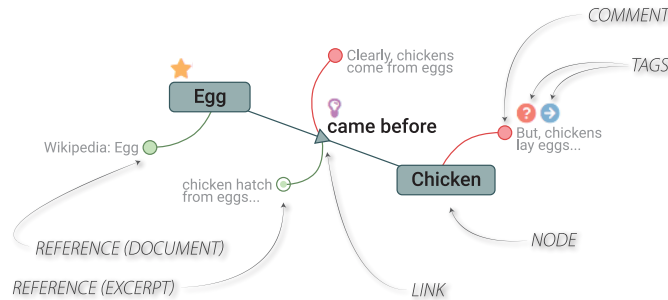 COMMENT
Clearly, chickens
come from eggs
TAGS
Egg
?
came before
But, chickens
lay eggs...
Wikipedia: Egg
chicken hatch
from eggs...
Chicken
REFERENCE (DOCUMENT)
NODE
REFERENCE (EXCERPT)
LINK